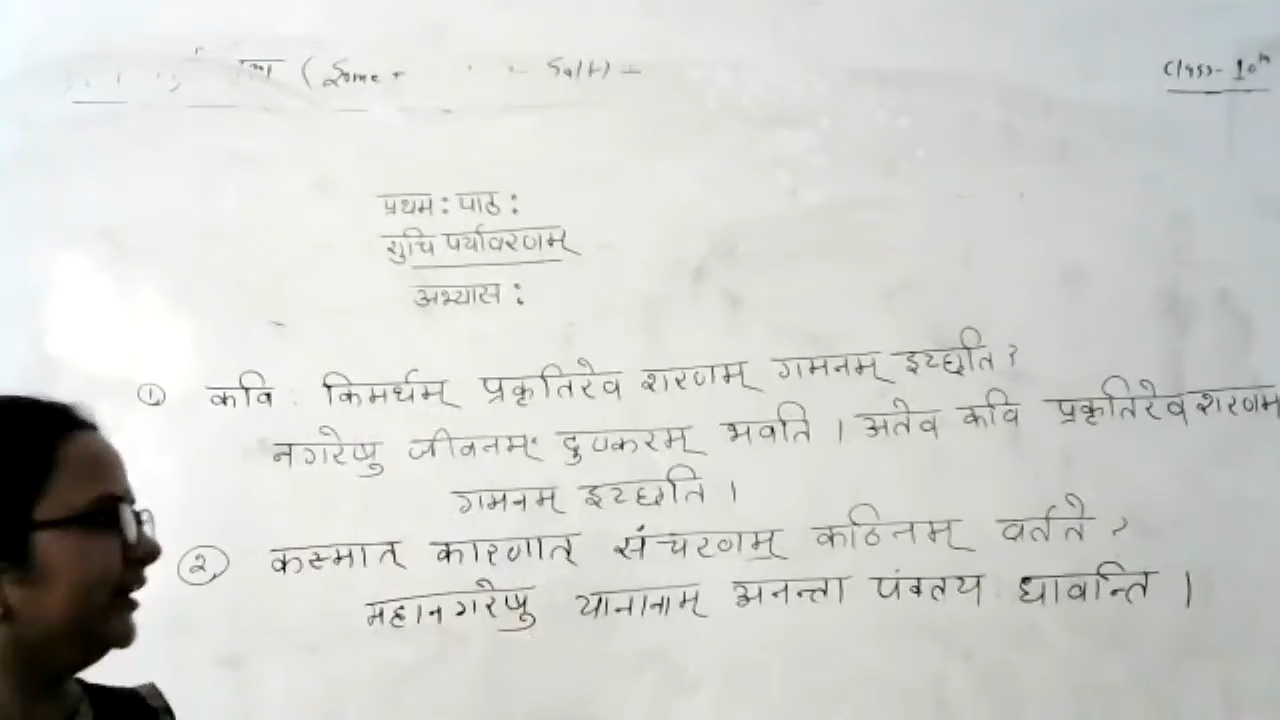 (Some
Class- 10th
प्रथम : पाठ :
शुचि पर्यावरणम्
अभ्यास :
① कवि : किमर्थम् प्रकृतिरेव शरणम् गमनम् इच्छति ?
नगरेषु जीवनम् दुष्करम् भवति । अतेव कवि प्रकृतिरेव शरणम
गमनम् इच्छति ।
② कस्मात् कारणात् संचरणम् कठिनम् वर्तते ?
महानगरेषु यानानाम् अनन्ता पंक्तय धावन्ति ।